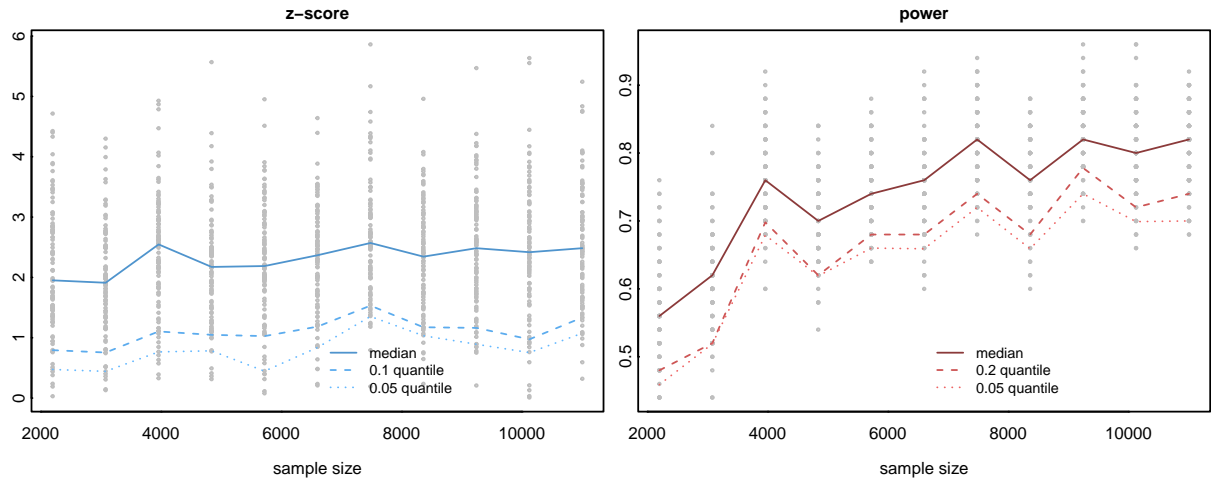 z−score
6
5
4
3
2
1
0
median
0.1 quantile
0.05 quantile
2000 4000 6000 8000 10000
sample size
power
0.9
0.8
0.7
0.6
0.5
median
0.2 quantile
0.05 quantile
2000 4000 6000 8000 10000
sample size